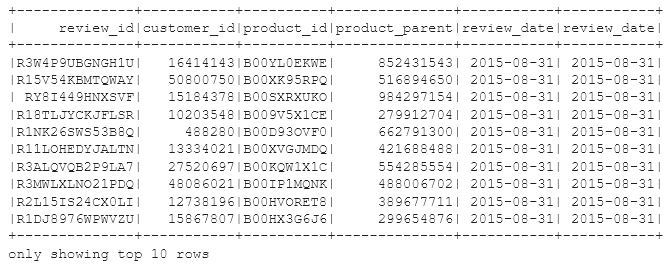 +--------------+-----------+----------+--------------+-----------+-----------+
|     review_id|customer_id|product_id|product_parent|review_date|review_date|
+--------------+-----------+----------+--------------+-----------+-----------+
|R3W4P9UBGNGH1U|   16414143|B00YL0EKWE|     852431543| 2015-08-31| 2015-08-31|
|R15V54KBMTQWAY|   50800750|B00XK95RPQ|     516894650| 2015-08-31| 2015-08-31|
| RY8I449HNXSVF|   15184378|B00SXRXUKO|     984297154| 2015-08-31| 2015-08-31|
|R18TLJYCKJFLSR|   10203548|B009V5X1CE|     279912704| 2015-08-31| 2015-08-31|
|R1NK26SWS53B8Q|     488280|B00D93OVF0|     662791300| 2015-08-31| 2015-08-31|
|R11LOHEDYJALTN|   13334021|B00XVGJMDQ|     421688488| 2015-08-31| 2015-08-31|
|R3ALQVQB2P9LA7|   27520697|B00KQW1X1C|     554285554| 2015-08-31| 2015-08-31|
|R3MWLXLNO21PDQ|   48086021|B00IP1MQNK|     488006702| 2015-08-31| 2015-08-31|
|R2L15IS24CX0LI|   12738196|B00HVORET8|     389677711| 2015-08-31| 2015-08-31|
|R1DJ8976WPWVZU|   15867807|B00HX3G6J6|     299654876| 2015-08-31| 2015-08-31|
+--------------+-----------+----------+--------------+-----------+-----------+
only showing top 10 rows